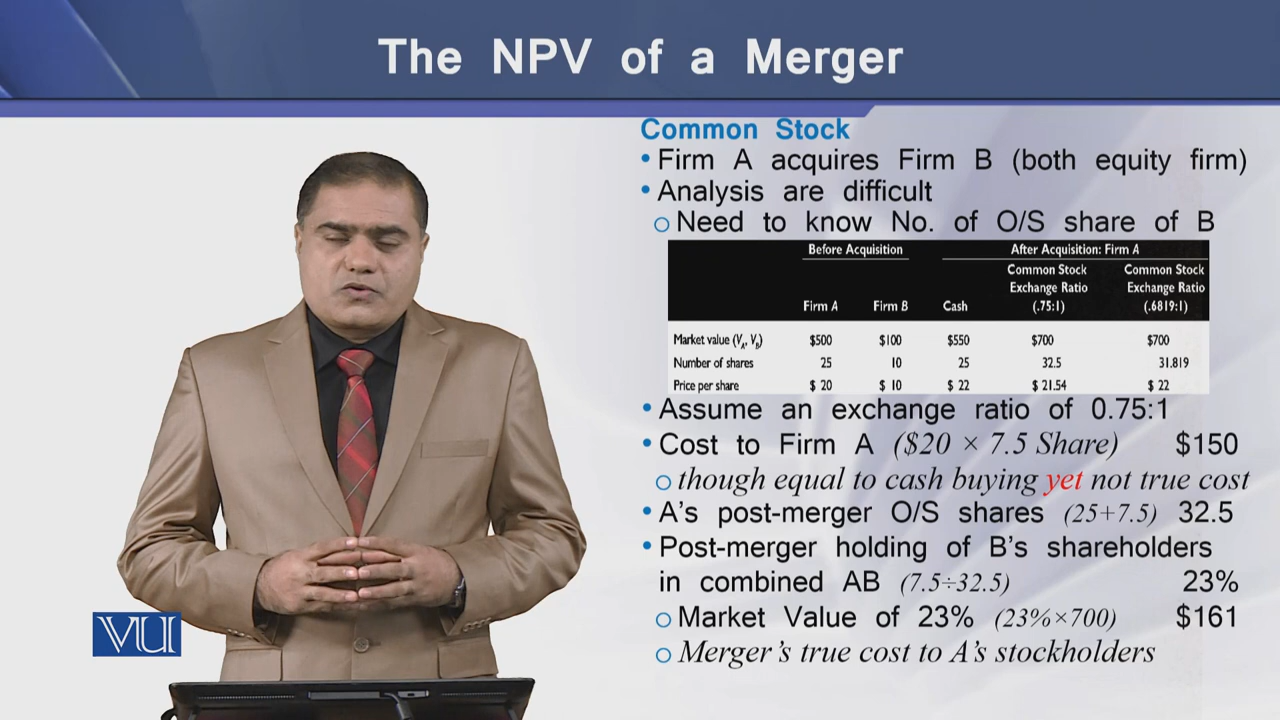 The NPV of a Merger
Common Stock
• Firm A acquires Firm B (both equity firm)
• Analysis are difficult
o Need to know No. of O/S share of B
Before Acquisition After Acquisition: Firm A
Common Stock Common Stock
Exchange Ratio Exchange Ratio
Firm A Firm B Cash (.75:1) (.6819:1)
Market value (VA, VB) $500 $100 $550 $700 $700
Number of shares 25 10 25 32.5 31.819
Price per share $ 20 $ 10 $ 22 $ 21.54 $ 22
• Assume an exchange ratio of 0.75:1
• Cost to Firm A ($20 × 7.5 Share) $150
o though equal to cash buying yet not true cost
• A's post-merger O/S shares (25+7.5) 32.5
• Post-merger holding of B's shareholders
in combined AB (7.5÷32.5) 23%
o Market Value of 23% (23%×700) $161
o Merger's true cost to A's stockholders
VU